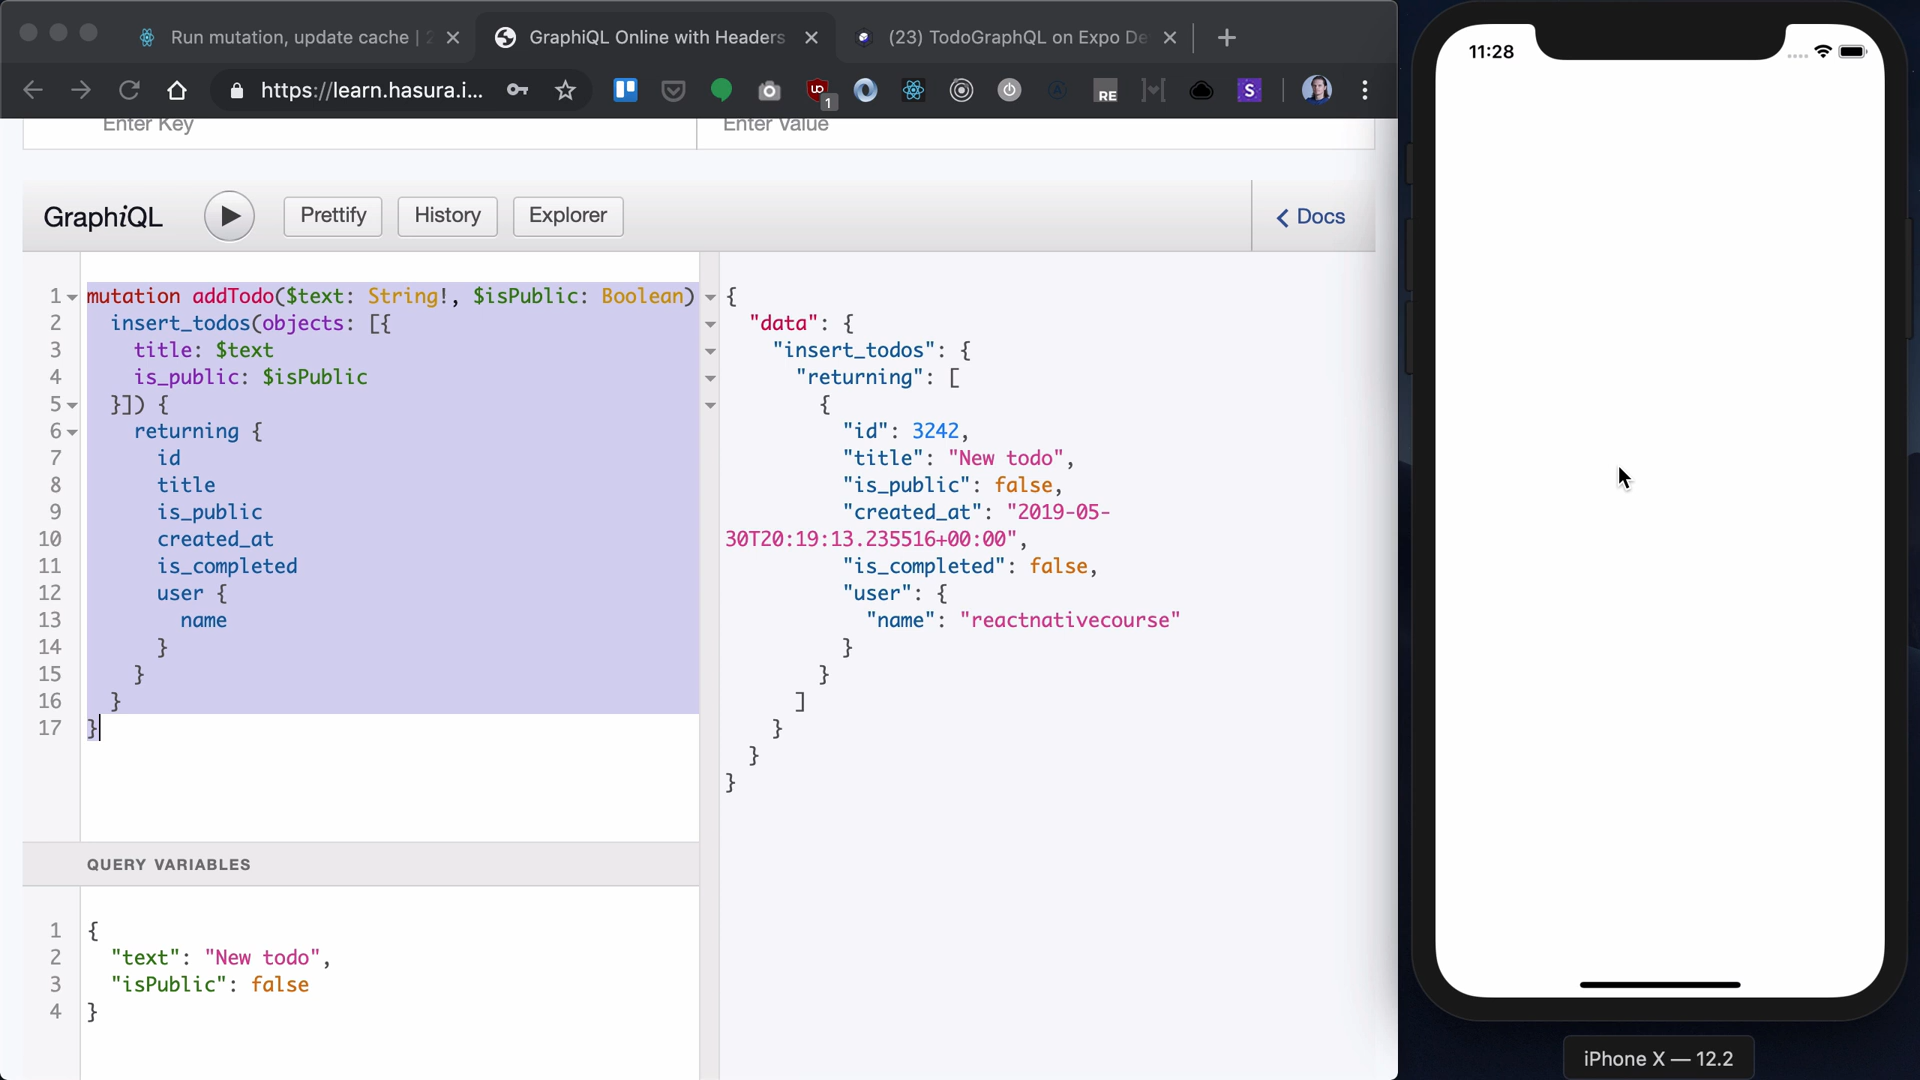 Run mutation, update cache | 2
GraphiQL Online with Headers
(23) TodoGraphQL on Expo De
https://learn.hasura.i...
UD
1
RE
A
S
Enter Key
Enter Value
GraphiQL
Prettify
History
Explorer
Docs
1 mutation addTodo($text: String!, $isPublic: Boolean)
2 insert_todos(objects: [{
3 title: $text
4 is_public: $isPublic
5 }]) {
6 returning {
7 id
8 title
9 is_public
10 created_at
11 is_completed
12 user {
13 name
14 }
15 }
16 }
17 }
{
"data": {
"insert_todos": {
"returning": [
{
"id": 3242,
"title": "New todo",
"is_public": false,
"created_at": "2019-05-
30T20:19:13.235516+00:00",
"is_completed": false,
"user": {
"name": "reactnativecourse"
}
}
]
}
}
}
QUERY VARIABLES
1 {
2 "text": "New todo",
3 "isPublic": false
4 }
11:28
iPhone X — 12.2